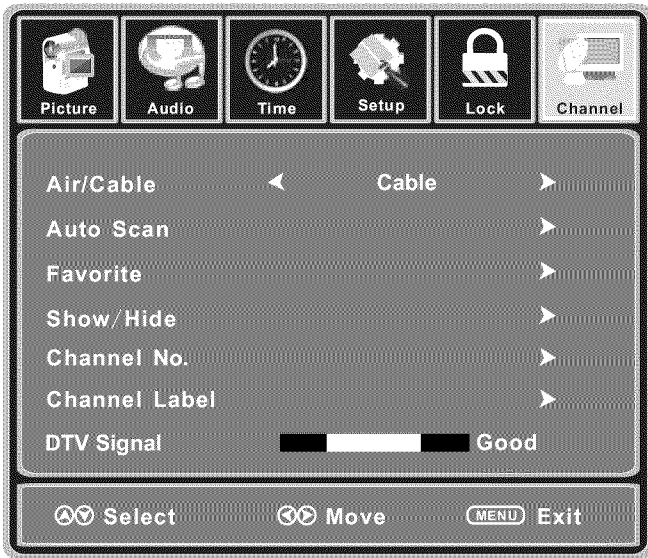 Picture Audio Time Setup Lock Channel
Air/Cable Cable
Auto Scan
Favorite
Show/Hide
Channel No.
Channel Label
DTV Signal Good
Select Move MENU Exit